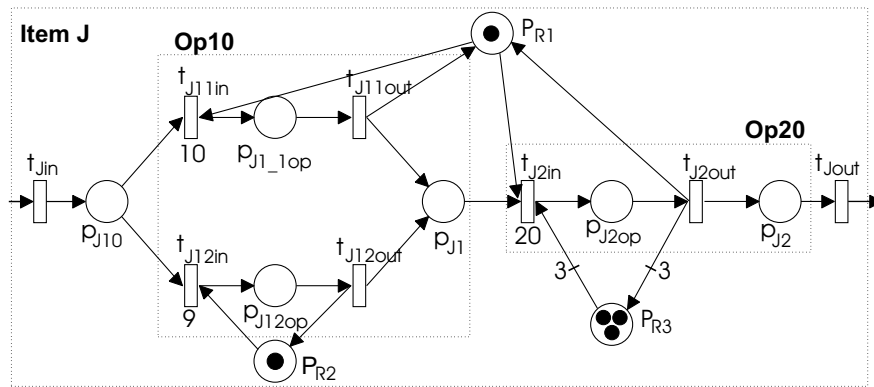 Item J
Op10
P_R1
t_J11in
t_J11out
10
p_J1_1op
Op20
t_Jin
t_J2in
t_J2out
t_Jout
p_J10
p_J1
20
p_J2op
p_J2
t_J12in
t_J12out
9
p_J12op
3
3
P_R3
P_R2